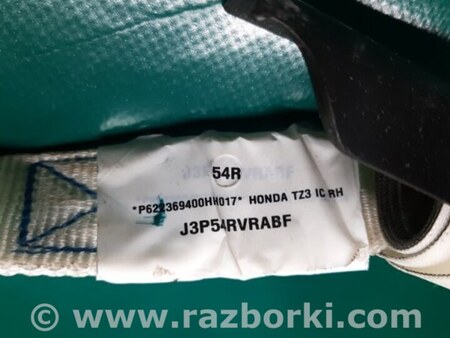 54R
*P622369400HH017* HONDA TZ3 IC RH
J3P54RVRABF
© www.razborki.com